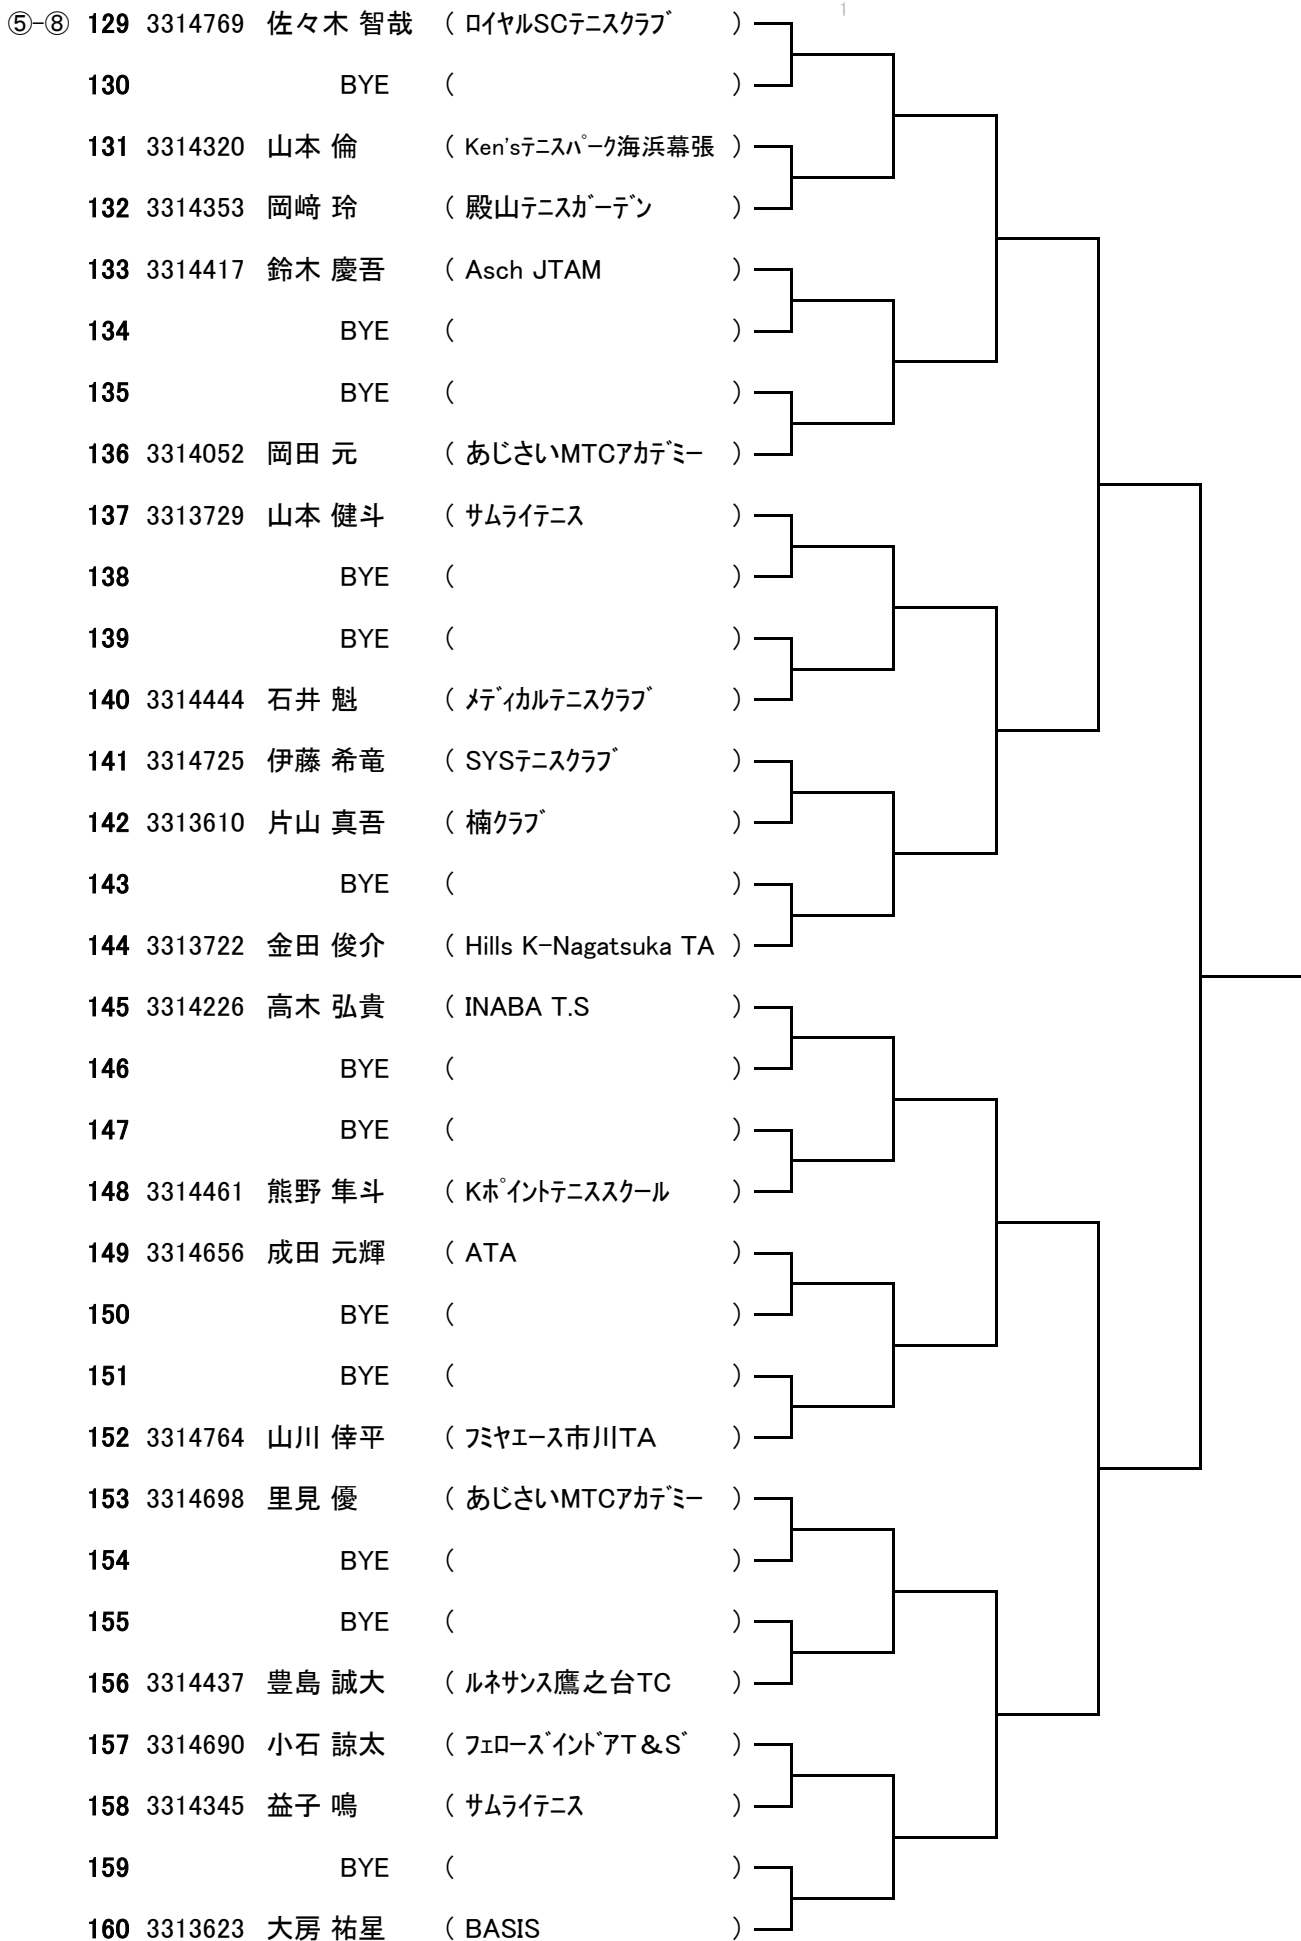 1
⑤-⑧ 129 3314769 佐々木 智哉 ( ﾛｲﾔﾙSCﾃﾆｽｸﾗﾌﾞ )
130 BYE ( )
131 3314320 山本 倫 ( Ken'sﾃﾆｽﾊﾟｰｸ海浜幕張 )
132 3314353 岡﨑 玲 ( 殿山ﾃﾆｽｶﾞｰﾃﾞﾝ )
133 3314417 鈴木 慶吾 ( Asch JTAM )
134 BYE ( )
135 BYE ( )
136 3314052 岡田 元 ( あじさいMTCｱｶﾃﾞﾐｰ )
137 3313729 山本 健斗 ( ｻﾑﾗｲﾃﾆｽ )
138 BYE ( )
139 BYE ( )
140 3314444 石井 魁 ( ﾒﾃﾞｨｶﾙﾃﾆｽｸﾗﾌﾞ )
141 3314725 伊藤 希竜 ( SYSﾃﾆｽｸﾗﾌﾞ )
142 3313610 片山 真吾 ( 楠ｸﾗﾌﾞ )
143 BYE ( )
144 3313722 金田 俊介 ( Hills K-Nagatsuka TA )
145 3314226 高木 弘貴 ( INABA T.S )
146 BYE ( )
147 BYE ( )
148 3314461 熊野 隼斗 ( Kﾎﾟｲﾝﾄﾃﾆｽｽｸｰﾙ )
149 3314656 成田 元輝 ( ATA )
150 BYE ( )
151 BYE ( )
152 3314764 山川 倖平 ( ﾌﾐﾔｴｰｽ市川TA )
153 3314698 里見 優 ( あじさいMTCｱｶﾃﾞﾐｰ )
154 BYE ( )
155 BYE ( )
156 3314437 豊島 誠大 ( ﾙﾈｻﾝｽ鷹之台TC )
157 3314690 小石 諒太 ( ﾌｪﾛｰｽﾞｲﾝﾄﾞｱT＆Sﾞ )
158 3314345 益子 鳴 ( ｻﾑﾗｲﾃﾆｽ )
159 BYE ( )
160 3313623 大房 祐星 ( BASIS )